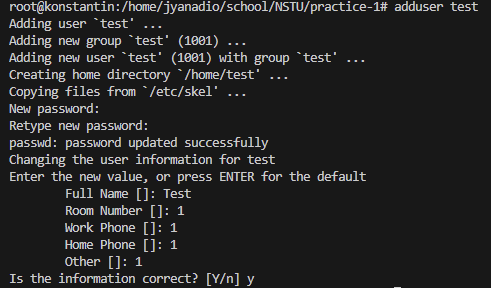 root@konstantin:/home/jyanadio/school/NSTU/practice-1# adduser test
Adding user `test' ...
Adding new group `test' (1001) ...
Adding new user `test' (1001) with group `test' ...
Creating home directory `/home/test' ...
Copying files from `/etc/skel' ...
New password:
Retype new password:
passwd: password updated successfully
Changing the user information for test
Enter the new value, or press ENTER for the default
        Full Name []: Test
        Room Number []: 1
        Work Phone []: 1
        Home Phone []: 1
        Other []: 1
Is the information correct? [Y/n] y